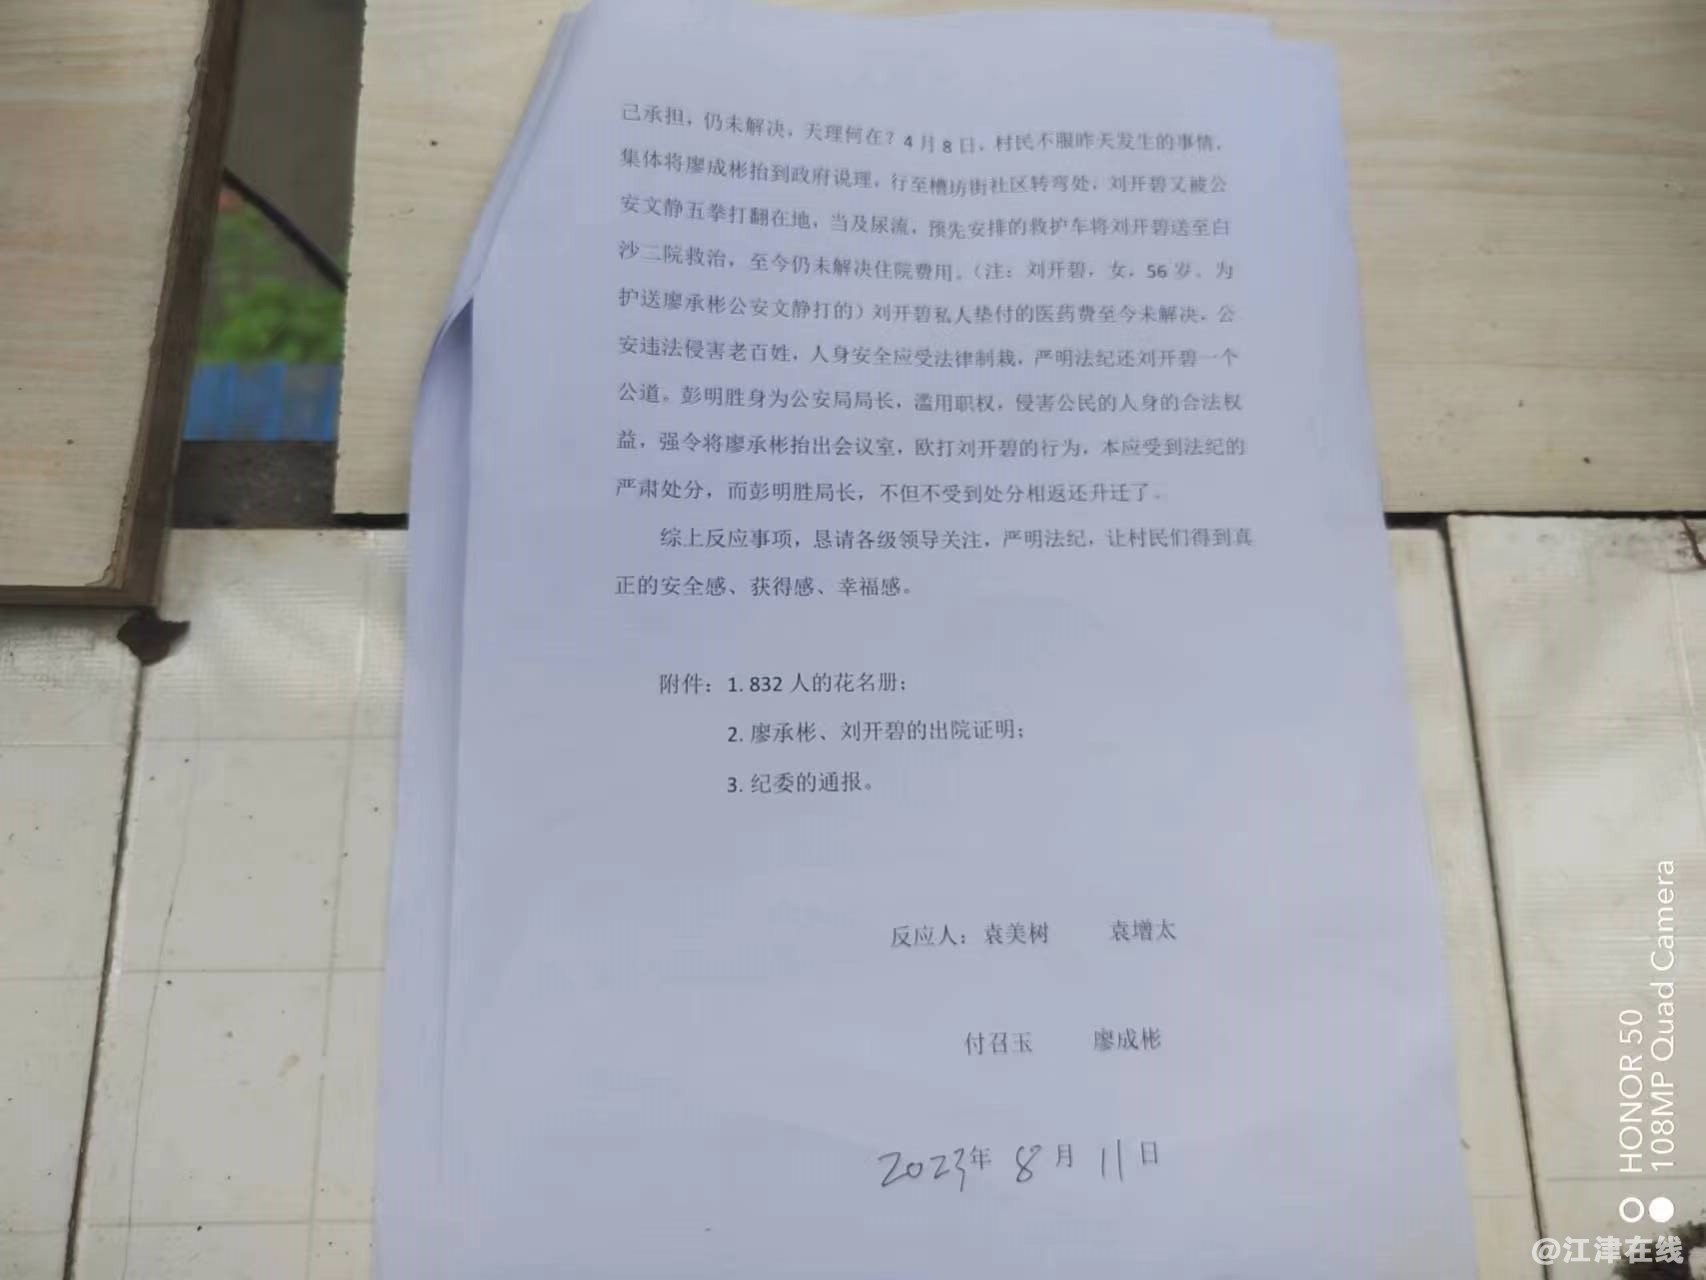 己承担，仍未解决，天理何在？4月8日，村民不服昨天发生的事情，
集体将廖成彬抬到政府说理，行至槽坊街社区转弯处，刘开碧又被公
安文静五拳打翻在地，当及尿流，预先安排的救护车将刘开碧送至白
沙二院救治，至今仍未解决住院费用。（注：刘开碧，女，56岁。为
护送廖承彬公安文静打的）刘开碧私人垫付的医药费至今未解决，公
安违法侵害老百姓，人身安全应受法律制栽，严明法纪还刘开碧一个
公道。彭明胜身为公安局局长，滥用职权，侵害公民的人身的合法权
益，强令将廖承彬抬出会议室，欧打刘开碧的行为，本应受到法纪的
严肃处分，而彭明胜局长，不但不受到处分相返还升迁了。
综上反应事项，恳请各级领导关注，严明法纪，让村民们得到真
正的安全感、获得感、幸福感。
附件：1. 832人的花名册；
2. 廖承彬、刘开碧的出院证明；
3. 纪委的通报。
反应人：袁美树 袁增太
付召玉 廖成彬
2023年 8月 11日
HONOR 50
108MP Quad Camera
@江津在线